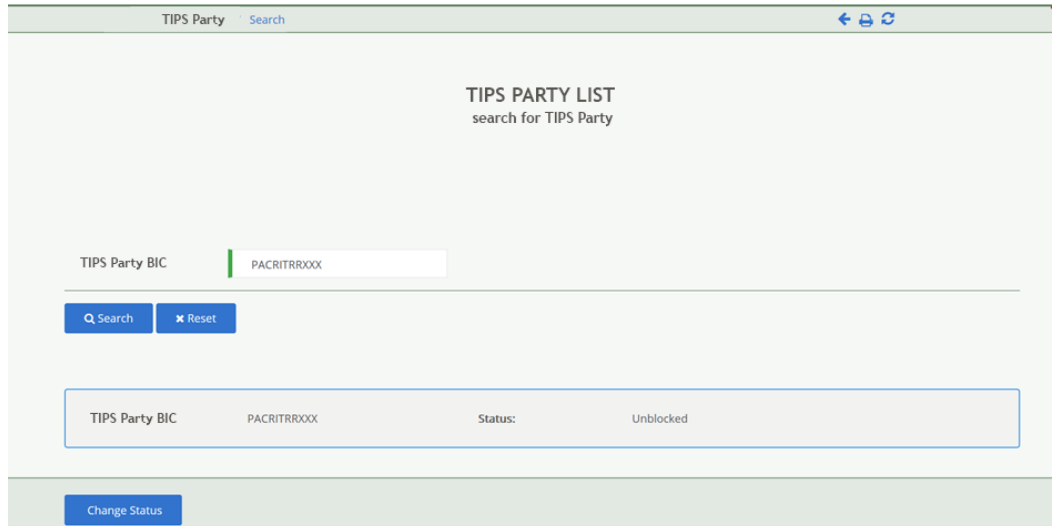 TIPS Party Search
TIPS PARTY LIST
search for TIPS Party
TIPS Party BIC PACRITRRXXX
Search Reset
TIPS Party BIC PACRITRRXXX Status: Unblocked
Change Status